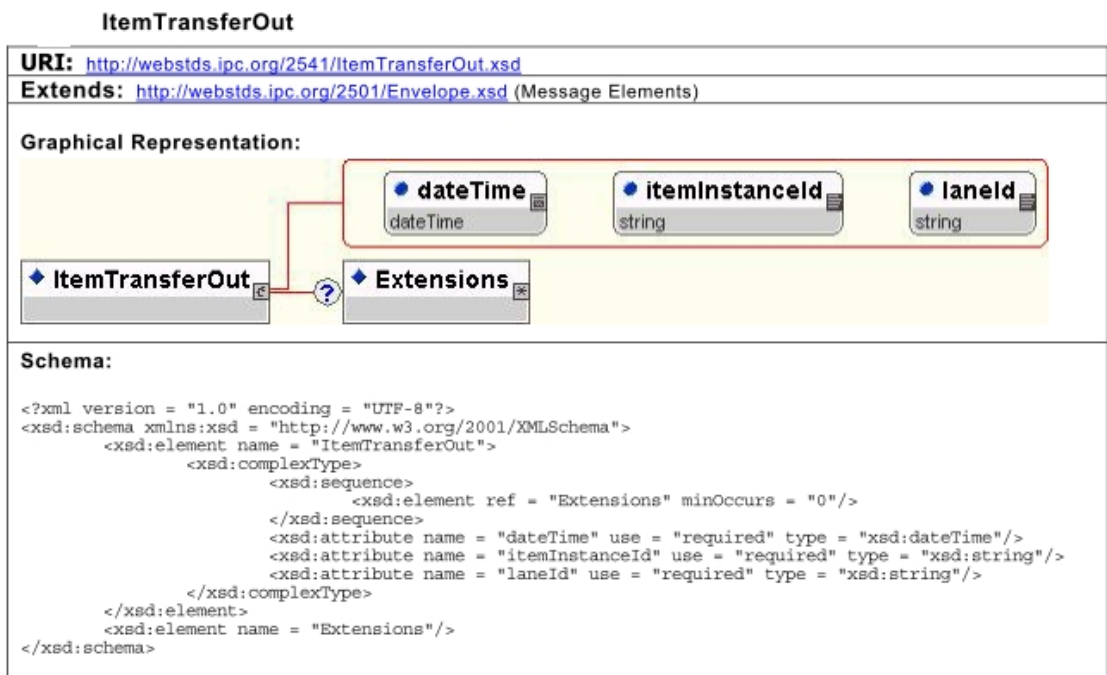 ItemTransferOut
URI: http://webstds.ipc.org/2541/ItemTransferOut.xsd
Extends: http://webstds.ipc.org/2501/Envelope.xsd (Message Elements)
Graphical Representation:
dateTime
dateTime
itemInstanceId
string
laneId
string
ItemTransferOut
?
Extensions
Schema:
<?xml version = "1.0" encoding = "UTF-8"?>
<xsd:schema xmlns:xsd = "http://www.w3.org/2001/XMLSchema">
<xsd:element name = "ItemTransferOut">
<xsd:complexType>
<xsd:sequence>
<xsd:element ref = "Extensions" minOccurs = "0"/>
</xsd:sequence>
<xsd:attribute name = "dateTime" use = "required" type = "xsd:dateTime"/>
<xsd:attribute name = "itemInstanceId" use = "required" type = "xsd:string"/>
<xsd:attribute name = "laneId" use = "required" type = "xsd:string"/>
</xsd:complexType>
</xsd:element>
<xsd:element name = "Extensions"/>
</xsd:schema>